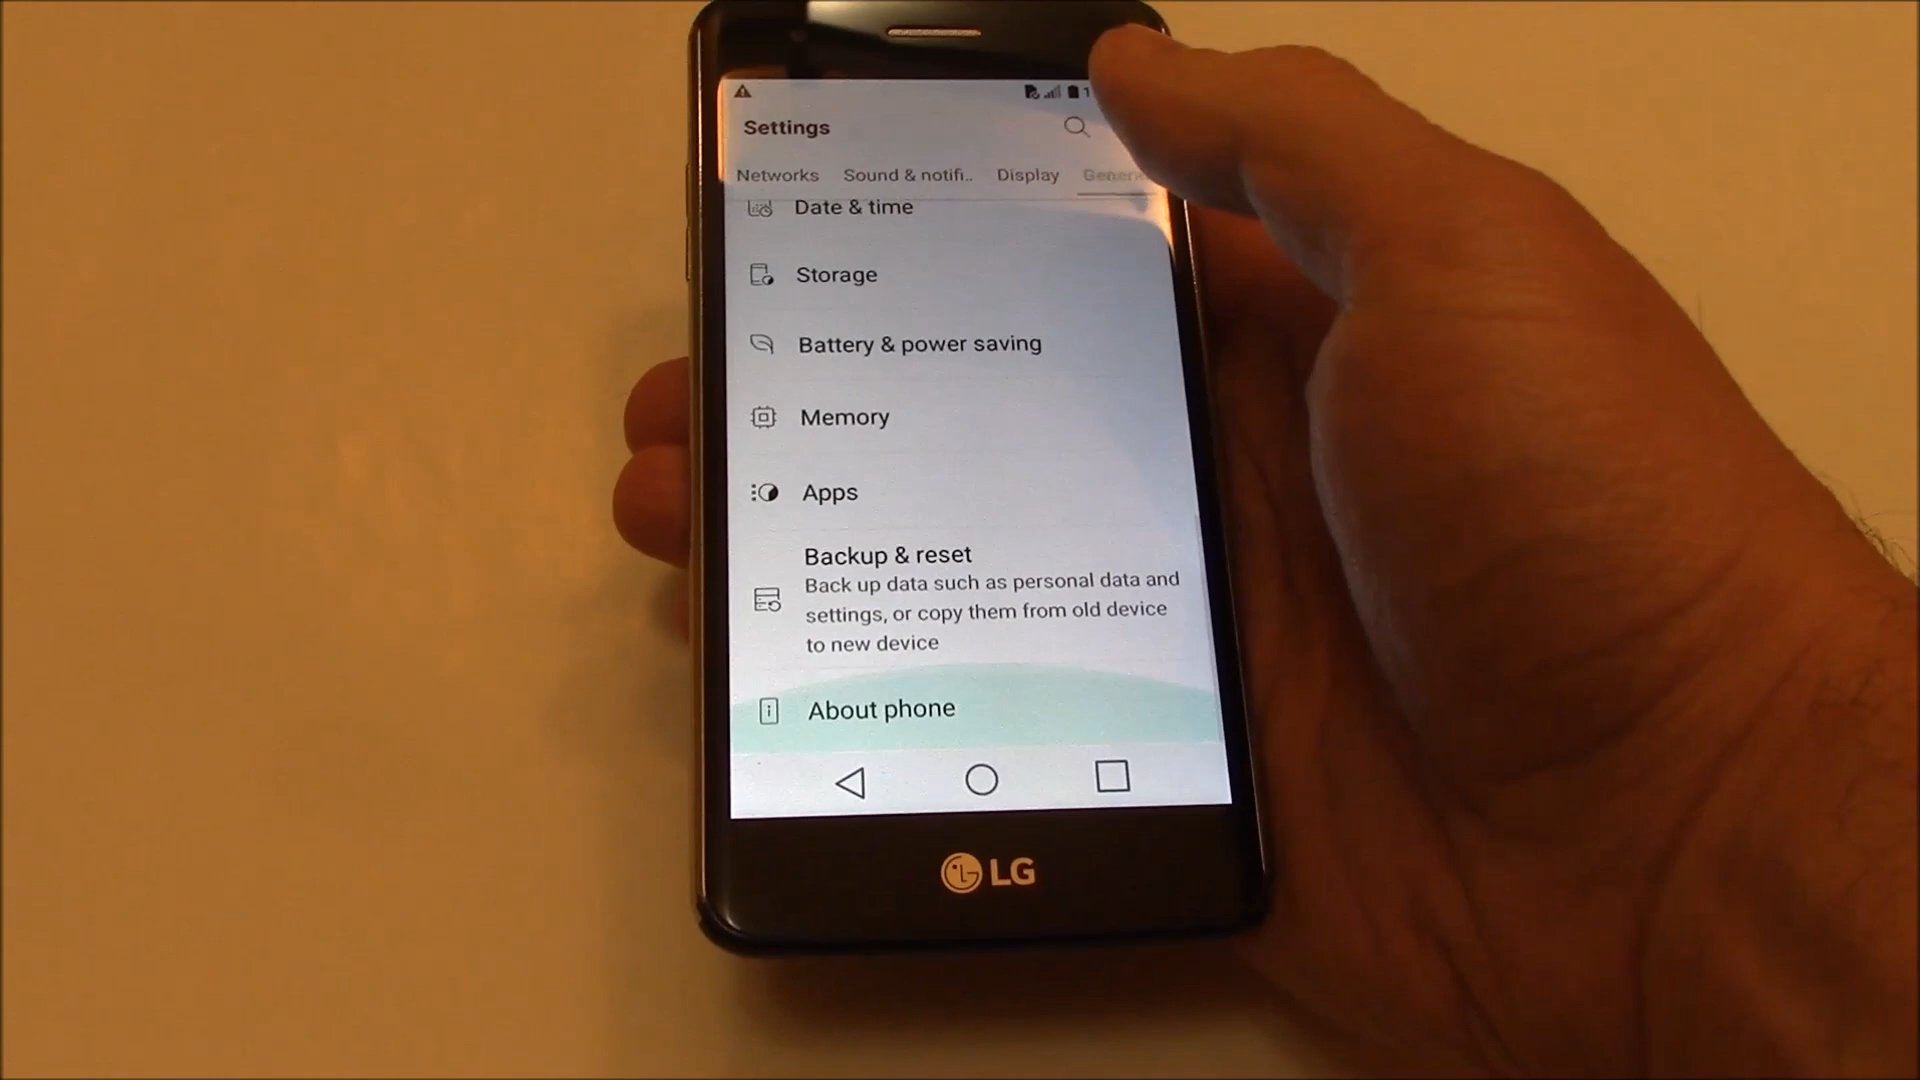 Settings
Networks Sound & notifi.. Display
Date & time
Storage
Battery & power saving
Memory
Apps
Backup & reset
Back up data such as personal data and
settings, or copy them from old device
to new device
About phone
LG